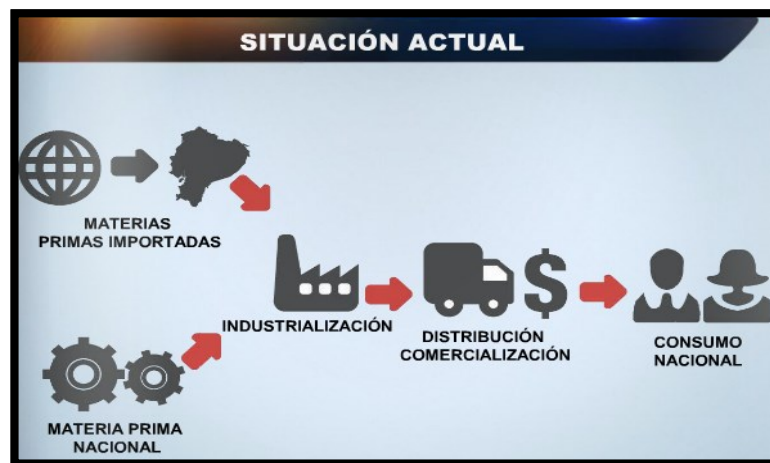 SITUACIÓN ACTUAL
MATERIAS
PRIMAS IMPORTADAS
INDUSTRIALIZACIÓN
DISTRIBUCIÓN
COMERCIALIZACIÓN
CONSUMO
NACIONAL
MATERIA PRIMA
NACIONAL
$